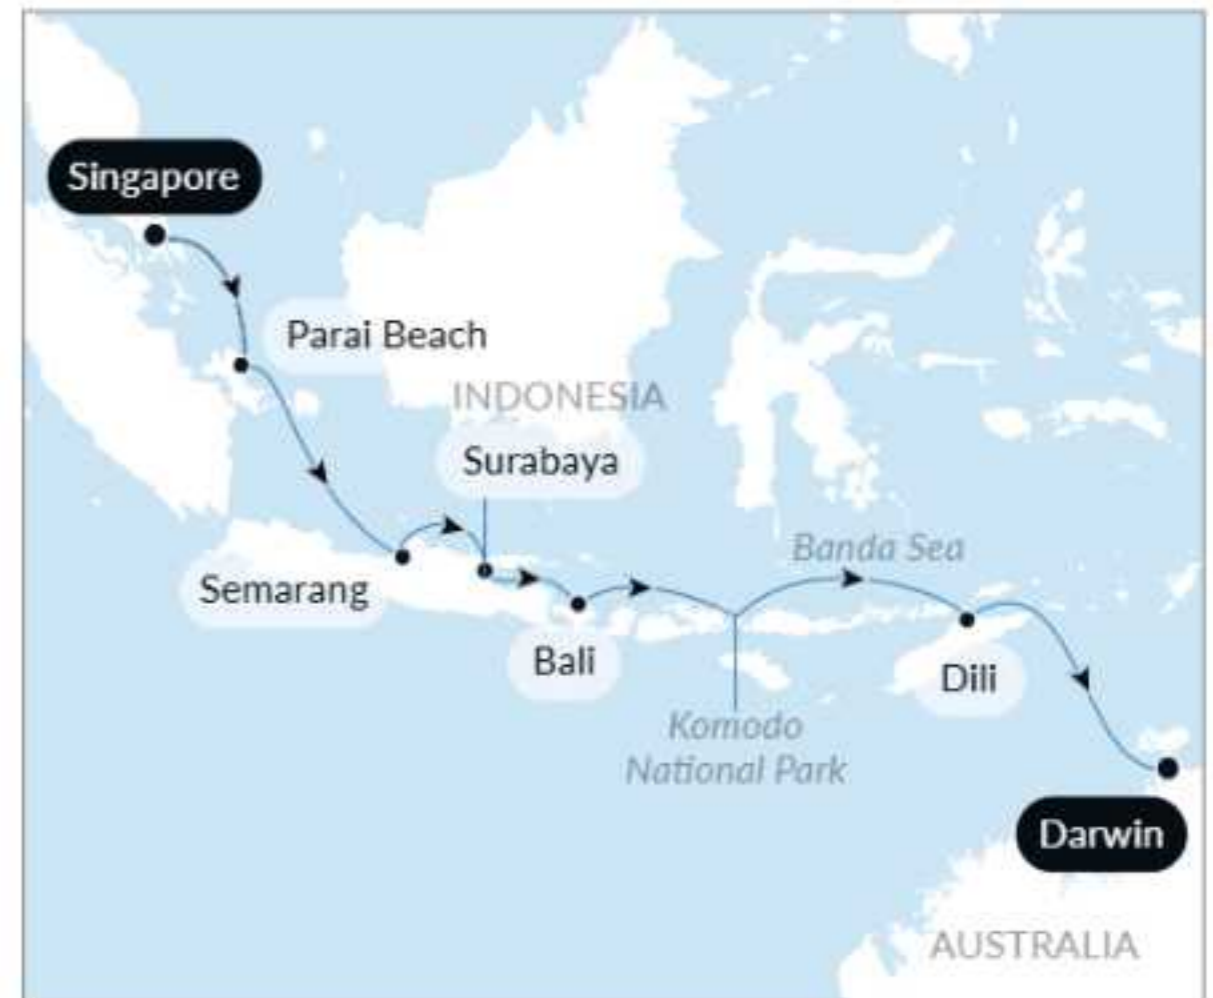 Singapore
Parai Beach
INDONESIA
Surabaya
Banda Sea
Semarang
Bali
Dili
Komodo
National Park
Darwin
AUSTRALIA